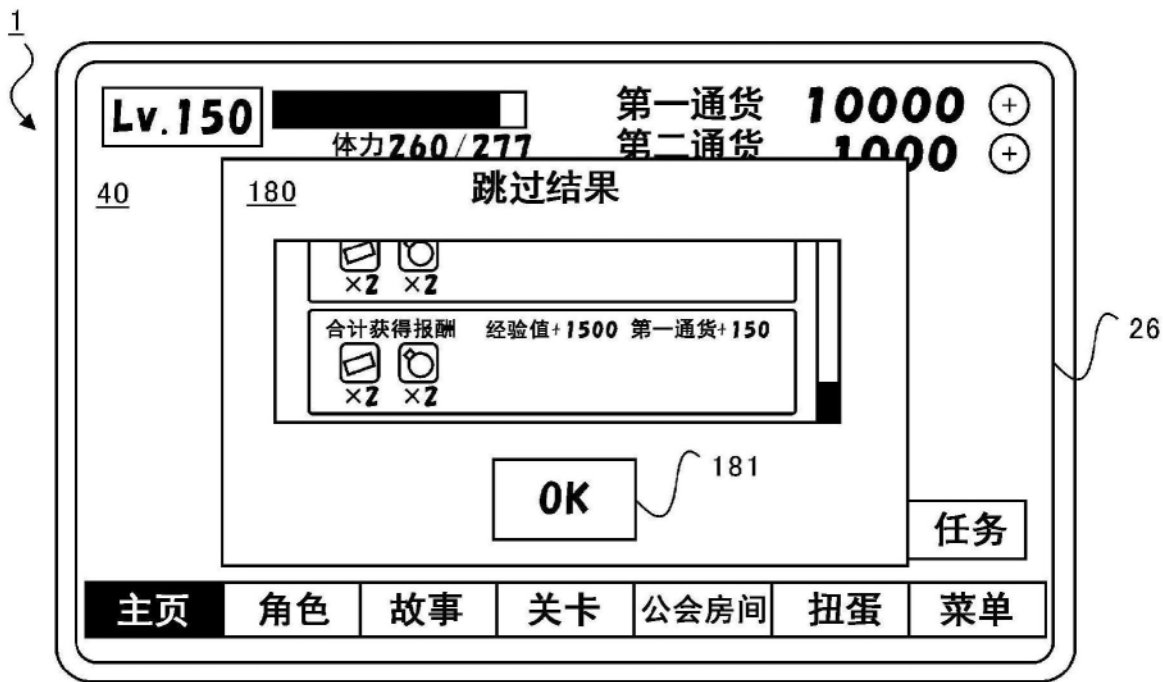 1
Lv.150
体力260/277
第一通货 10000 +
第二通货 1000 +
40
180
跳过结果
×2 ×2
合计获得报酬 经验值+1500 第一通货+150
×2 ×2
26
OK
181
任务
主页 角色 故事 关卡 公会房间 扭蛋 菜单